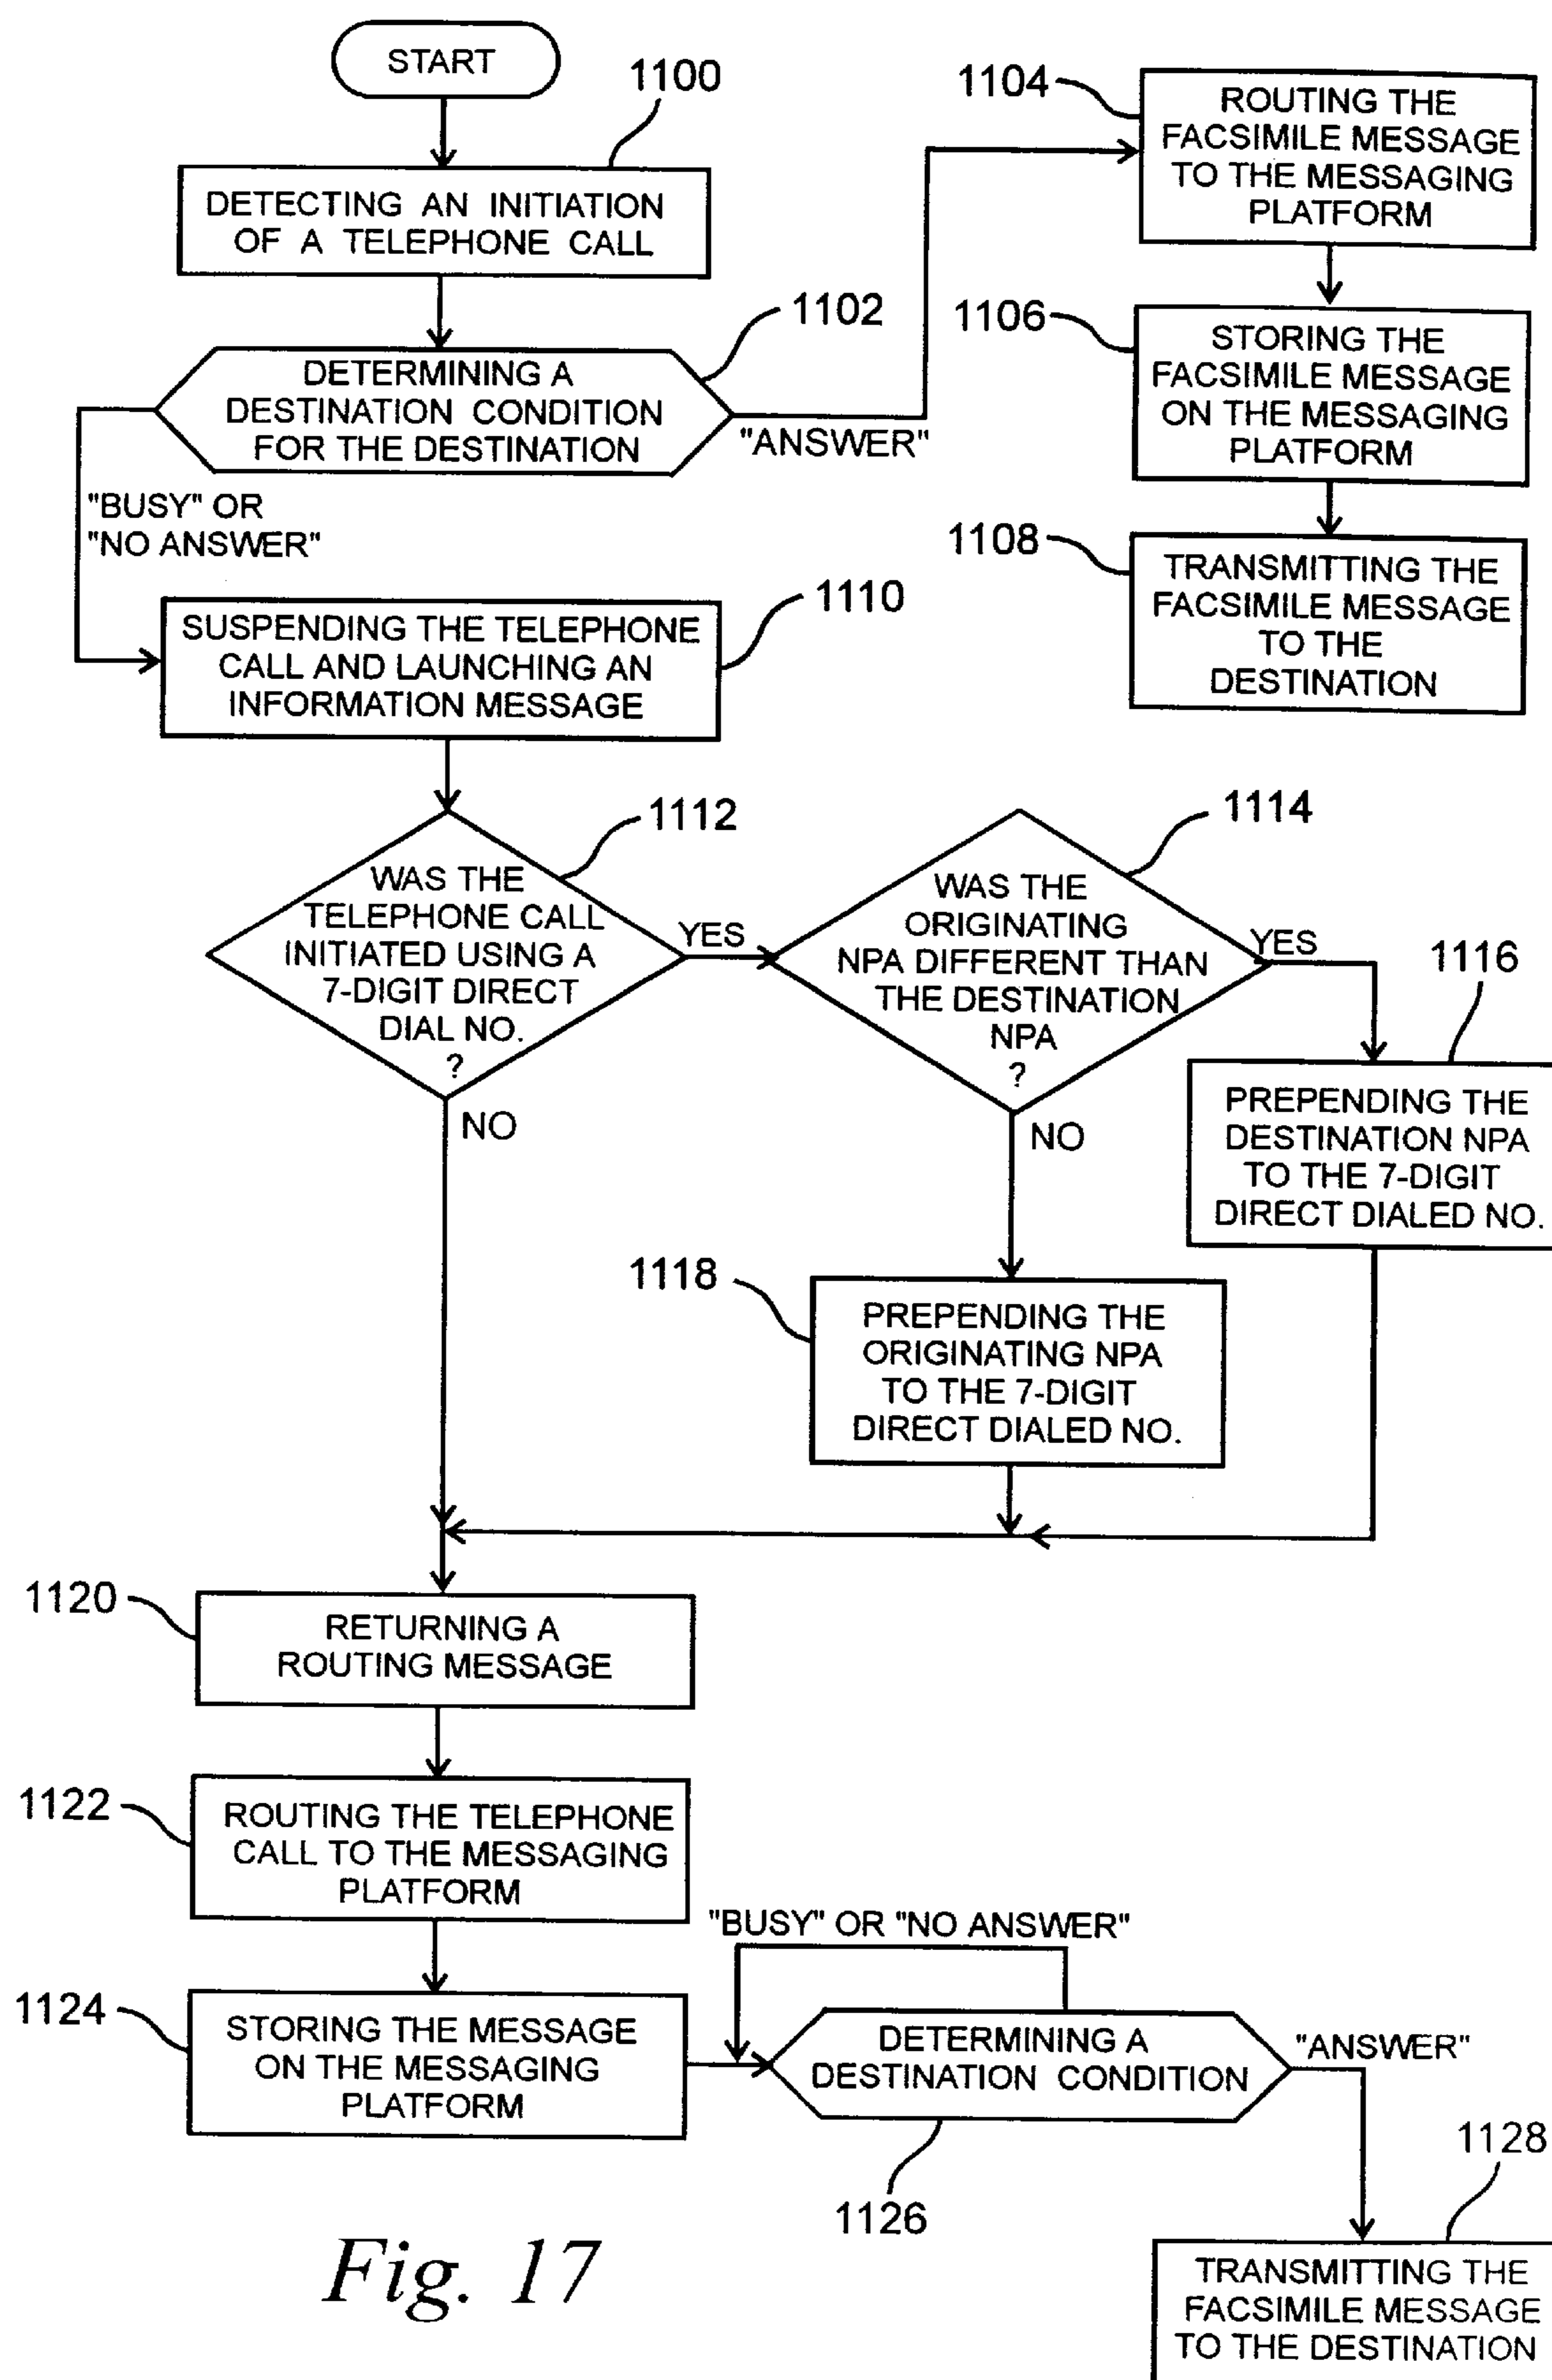 START
1100
DETECTING AN INITIATION
OF A TELEPHONE CALL
1102
DETERMINING A
DESTINATION CONDITION
FOR THE DESTINATION
"ANSWER"
"BUSY" OR
"NO ANSWER"
1104
ROUTING THE
FACSIMILE MESSAGE
TO THE MESSAGING
PLATFORM
1106
STORING THE
FACSIMILE MESSAGE
ON THE MESSAGING
PLATFORM
1108
TRANSMITTING THE
FACSIMILE MESSAGE
TO THE
DESTINATION
1110
SUSPENDING THE TELEPHONE
CALL AND LAUNCHING AN
INFORMATION MESSAGE
1112
WAS THE
TELEPHONE CALL
INITIATED USING A
7-DIGIT DIRECT
DIAL NO.
?
YES
NO
1114
WAS THE
ORIGINATING
NPA DIFFERENT THAN
THE DESTINATION
NPA
?
YES
NO
1116
PREPENDING THE
DESTINATION NPA
TO THE 7-DIGIT
DIRECT DIALED NO.
1118
PREPENDING THE
ORIGINATING NPA
TO THE 7-DIGIT
DIRECT DIALED NO.
1120
RETURNING A
ROUTING MESSAGE
1122
ROUTING THE TELEPHONE
CALL TO THE MESSAGING
PLATFORM
1124
STORING THE MESSAGE
ON THE MESSAGING
PLATFORM
"BUSY" OR "NO ANSWER"
DETERMINING A
DESTINATION CONDITION
"ANSWER"
1126
1128
TRANSMITTING THE
FACSIMILE MESSAGE
TO THE DESTINATION
Fig. 17